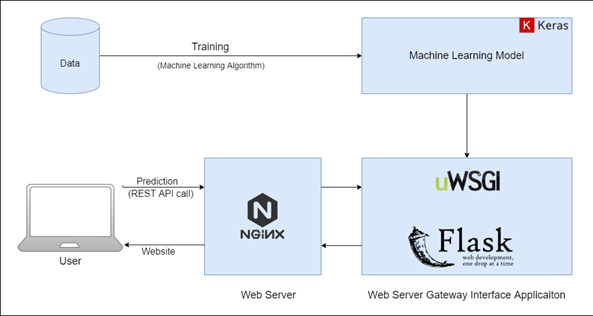 K Keras
Data
Training
(Machine Learning Algorithm)
Machine Learning Model
Prediction
(REST API call)
Website
User
N
NGINX
Web Server
uWSGI
Flask
web development,
one drop at a time
Web Server Gateway Interface Applicaiton